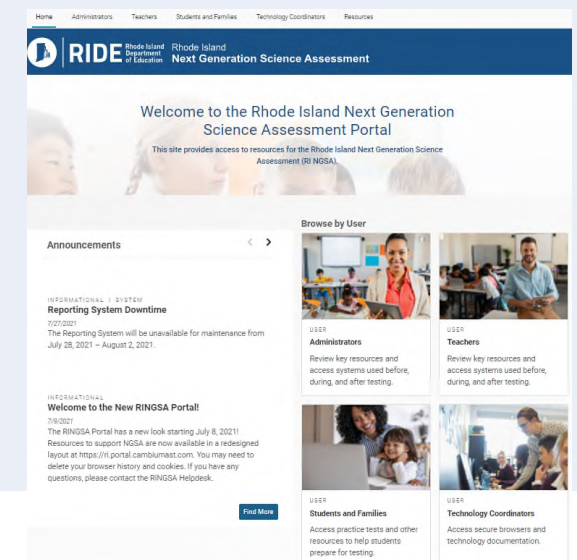 Home Administrators Teachers Students and Families Technology Coordinators Resources
RIDE Rhode Island Department of Education
Rhode Island
Next Generation Science Assessment
Welcome to the Rhode Island Next Generation
Science Assessment Portal
This site provides access to resources for the Rhode Island Next Generation Science
Assessment (RI NGSA).
Announcements
INFORMATIONAL | SYSTEM
Reporting System Downtime
7/27/2021
The Reporting System will be unavailable for maintenance from
July 28, 2021 – August 2, 2021.
INFORMATIONAL
Welcome to the New RINGSA Portal!
7/9/2021
The RINGSA Portal has a new look starting July 8, 2021!
Resources to support NGSA are now available in a redesigned
layout at https://ri.portal.cambiumast.com. You may need to
delete your browser history and cookies. If you have any
questions, please contact the RINGSA Helpdesk.
Find More
Browse by User
USER
Administrators
Review key resources and
access systems used before,
during, and after testing.
USER
Teachers
Review key resources and
access systems used before,
during, and after testing.
USER
Students and Families
Access practice tests and other
resources to help students
prepare for testing.
USER
Technology Coordinators
Access secure browsers and
technology documentation.